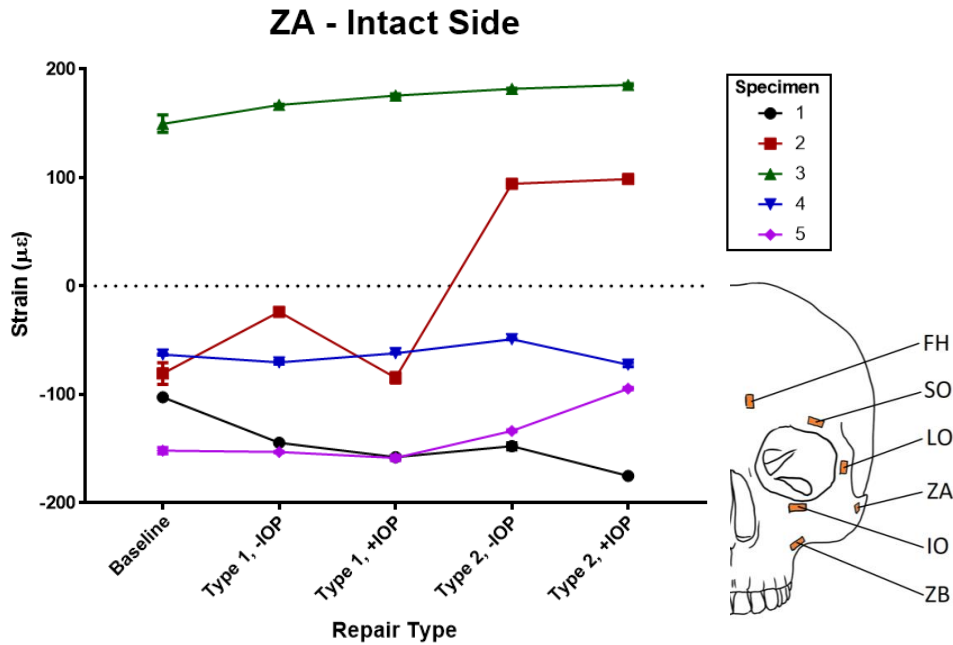 ZA - Intact Side
Strain (με)
200
100
0
-100
-200
Baseline
Type 1, -IOP
Type 1, +IOP
Type 2, -IOP
Type 2, +IOP
Repair Type
Specimen
1
2
3
4
5
FH
SO
LO
ZA
IO
ZB